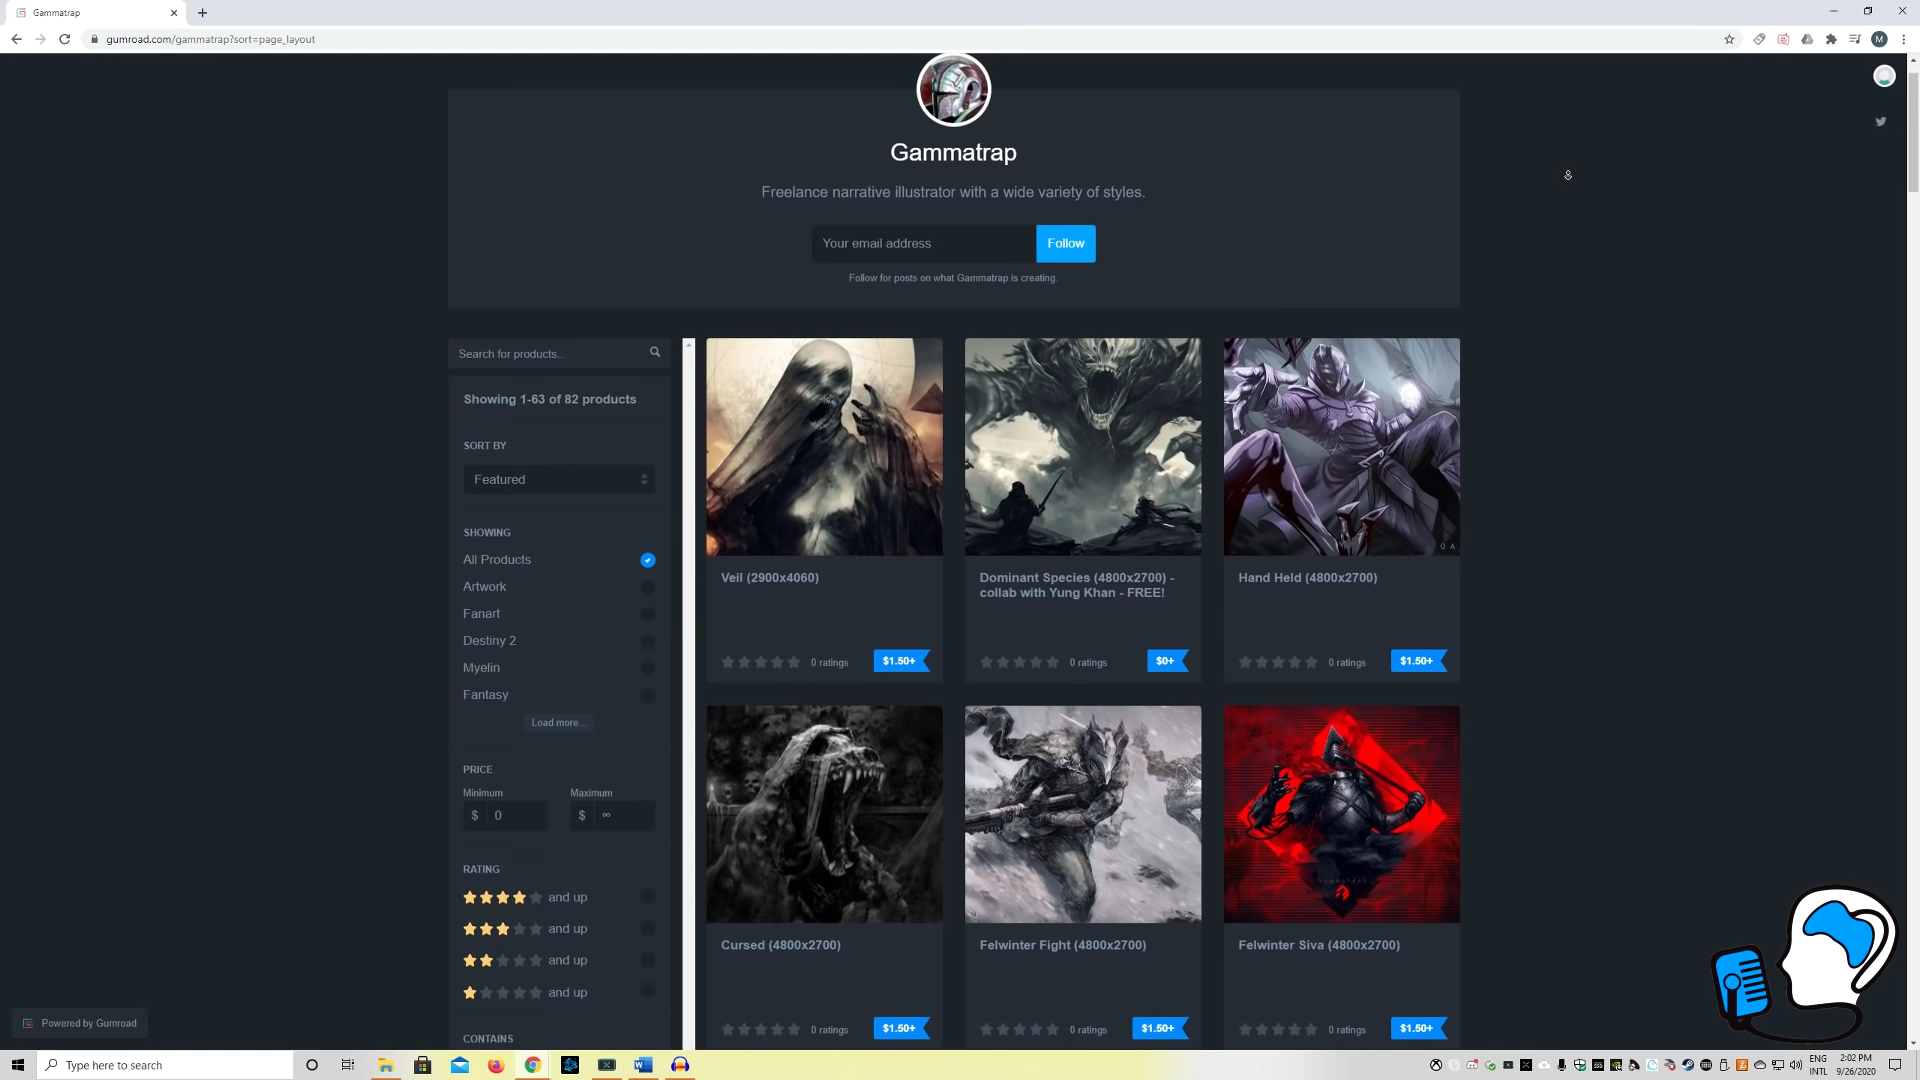 Gammatrap
gumroad.com/gammatrap?sort=page_layout
M
Gammatrap
Freelance narrative illustrator with a wide variety of styles.
Your email address
Follow
Follow for posts on what Gammatrap is creating.
Search for products...
Showing 1-63 of 82 products
SORT BY
Featured
SHOWING
All Products
Artwork
Fanart
Destiny 2
Myelin
Fantasy
Load more...
PRICE
Minimum
Maximum
$ 0
$ ∞
RATING
and up
and up
and up
and up
CONTAINS
Veil (2900x4060)
0 ratings
$1.50+
Dominant Species (4800x2700) -
collab with Yung Khan - FREE!
0 ratings
$0+
Hand Held (4800x2700)
0 ratings
$1.50+
Cursed (4800x2700)
0 ratings
$1.50+
Felwinter Fight (4800x2700)
0 ratings
$1.50+
GAMMATRAP
Felwinter Siva (4800x2700)
0 ratings
$1.50+
Powered by Gumroad
Type here to search
ENG
INTL
2:02 PM
9/26/2020